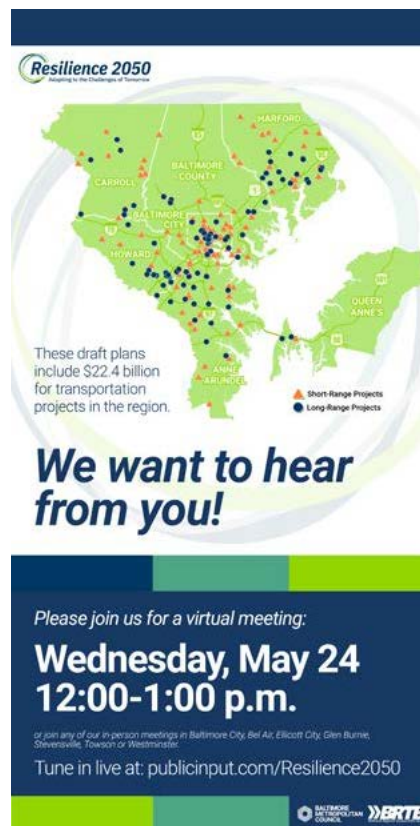 Resilience 2050
Adapting to the Challenges of Tomorrow
HARFORD
CARROLL
BALTIMORE
COUNTY
BALTIMORE
CITY
HOWARD
QUEEN
ANNE'S
ANNE
ARUNDEL
These draft plans
include $22.4 billion
for transportation
projects in the region.
Short-Range Projects
Long-Range Projects
We want to hear
from you!
Please join us for a virtual meeting:
Wednesday, May 24
12:00-1:00 p.m.
or join any of our in-person meetings in Baltimore City, Bel Air, Ellicott City, Glen Burnie,
Stevensville, Towson or Westminster.
Tune in live at: publicinput.com/Resilience2050
BALTIMORE
METROPOLITAN
COUNCIL
BRTB